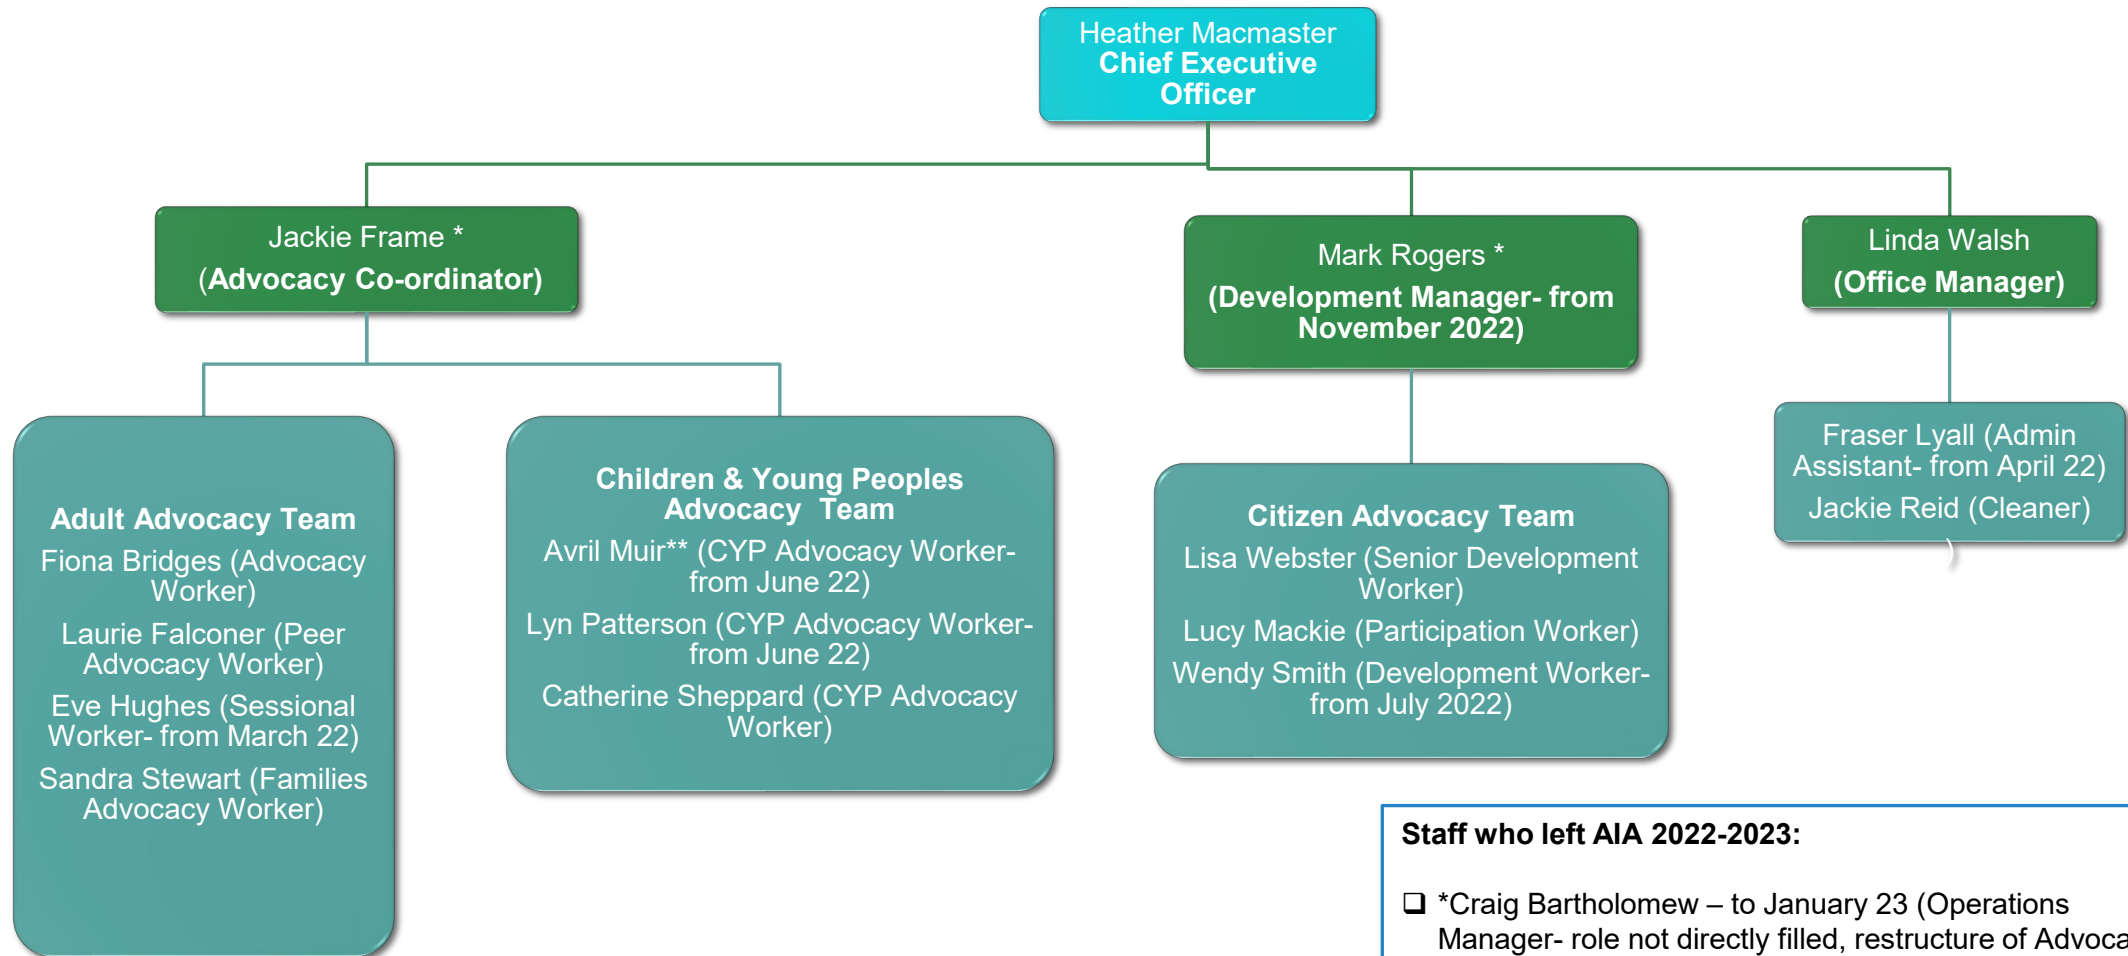 Heather Macmaster
Chief Executive
Officer
Jackie Frame *
(Advocacy Co-ordinator)
Mark Rogers *
(Development Manager- from
November 2022)
Linda Walsh
(Office Manager)
Adult Advocacy Team
Fiona Bridges (Advocacy
Worker)
Laurie Falconer (Peer
Advocacy Worker)
Eve Hughes (Sessional
Worker- from March 22)
Sandra Stewart (Families
Advocacy Worker)
Children & Young Peoples
Advocacy Team
Avril Muir** (CYP Advocacy Worker-
from June 22)
Lyn Patterson (CYP Advocacy Worker-
from June 22)
Catherine Sheppard (CYP Advocacy
Worker)
Citizen Advocacy Team
Lisa Webster (Senior Development
Worker)
Lucy Mackie (Participation Worker)
Wendy Smith (Development Worker-
from July 2022)
Fraser Lyall (Admin
Assistant- from April 22)
Jackie Reid (Cleaner)
)
Staff who left AIA 2022-2023:
❑ *Craig Bartholomew – to January 23 (Operations
Manager- role not directly filled, restructure of